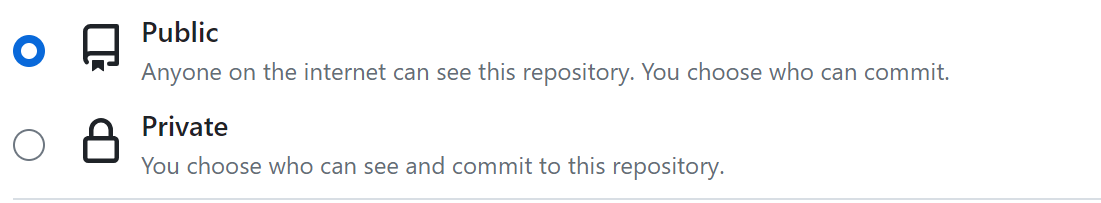 Public
Anyone on the internet can see this repository. You choose who can commit.
Private
You choose who can see and commit to this repository.